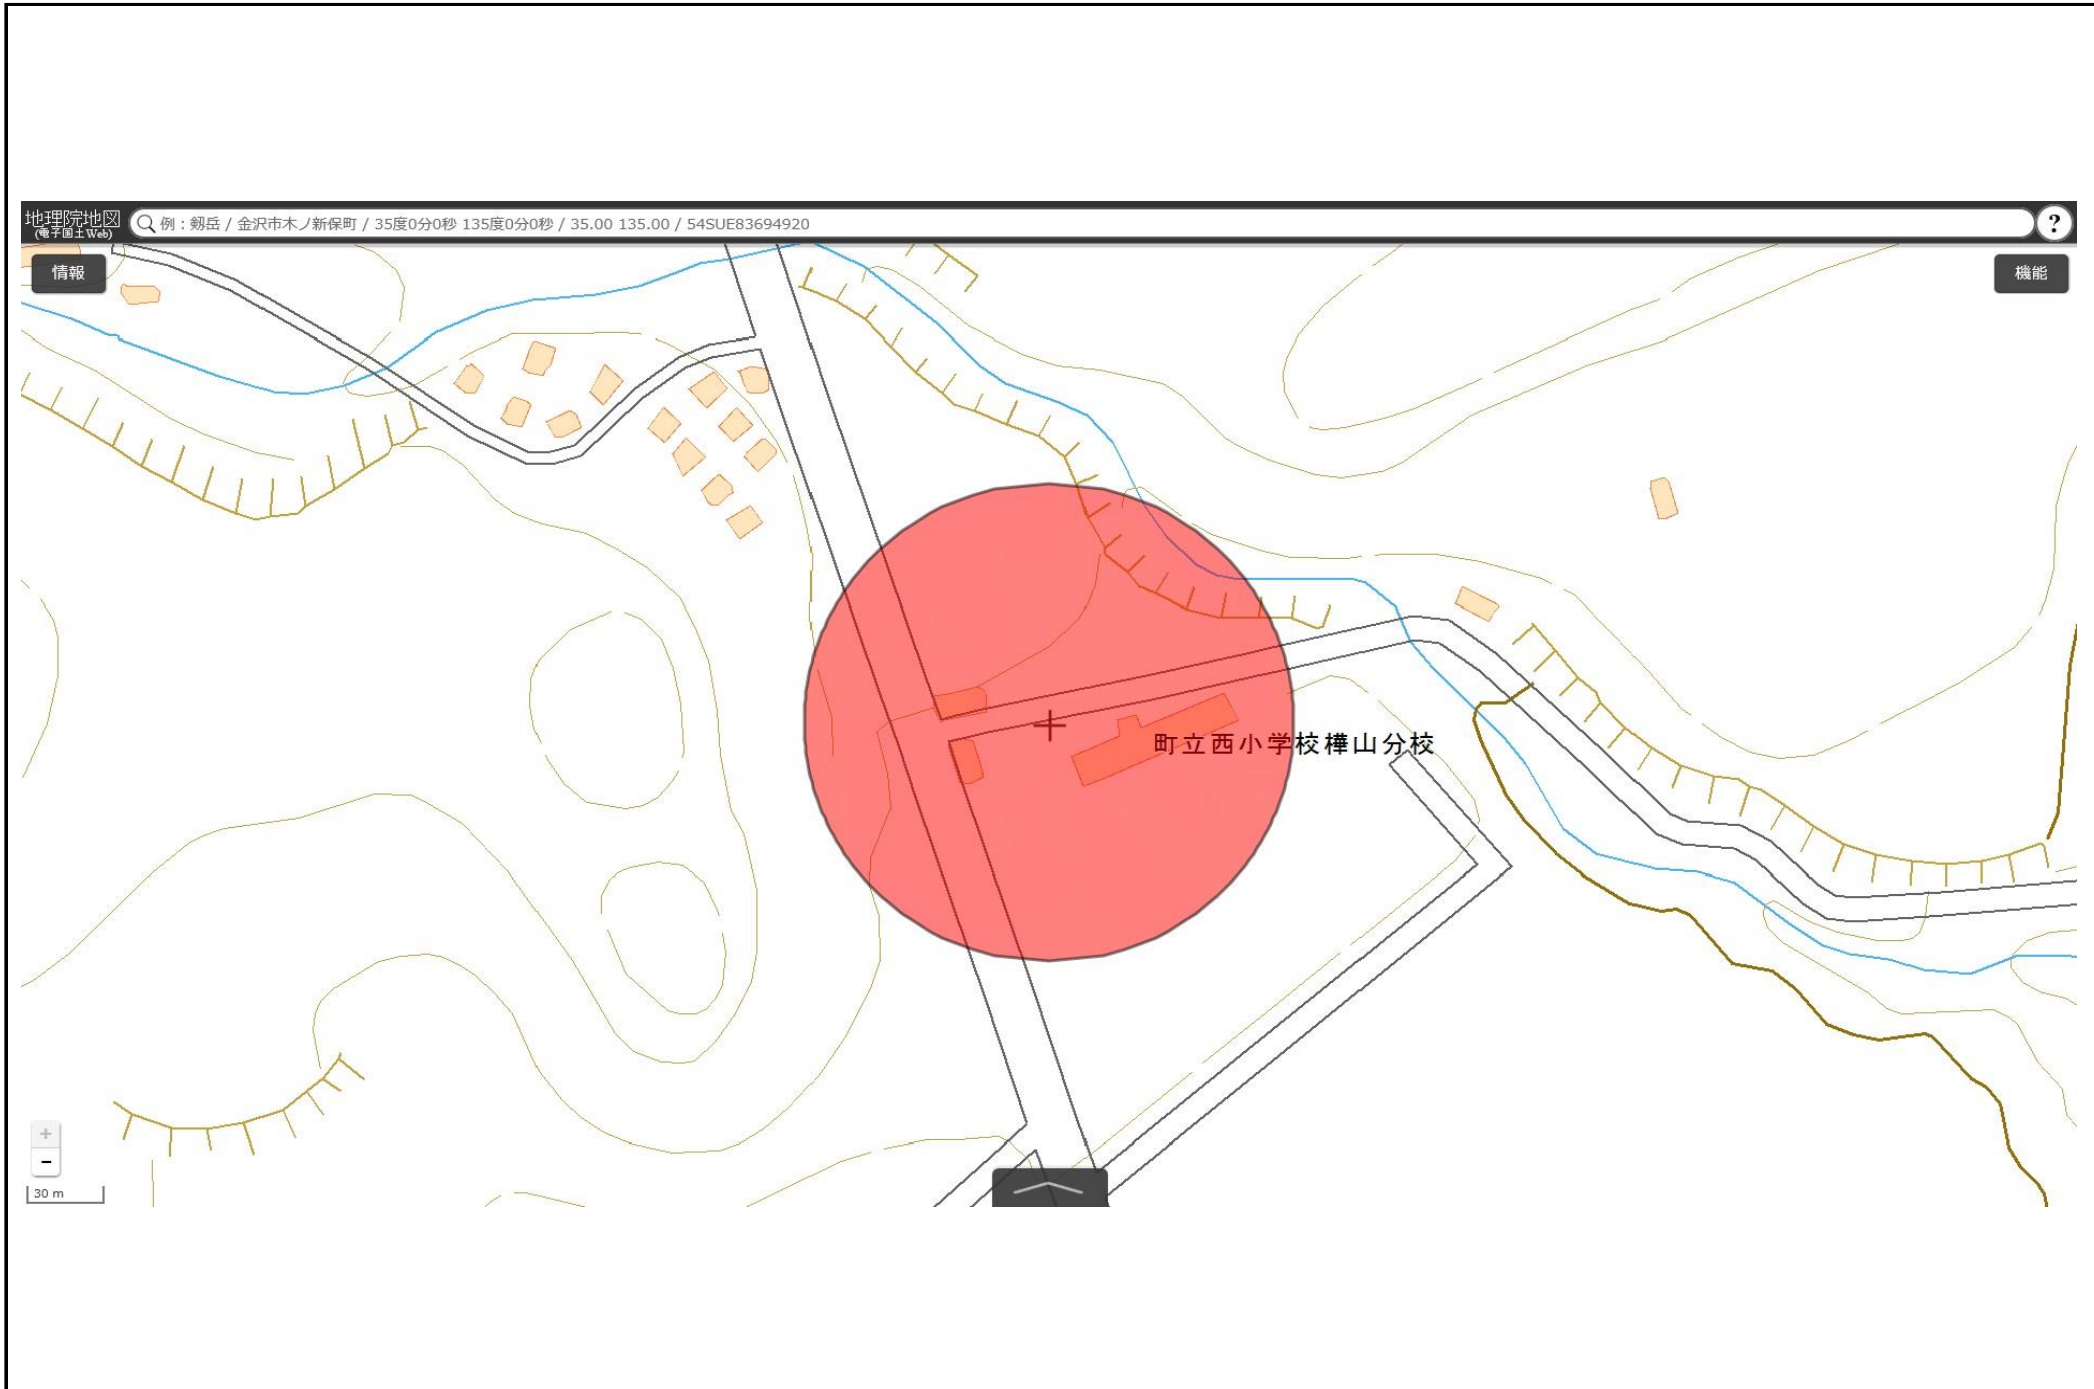 地理院地図
(電子国土Web)
例：剱岳 / 金沢市木ノ新保町 / 35度0分0秒 135度0分0秒 / 35.00 135.00 / 54SUE83694920
?
情報
機能
町立西小学校樺山分校
+
−
30 m